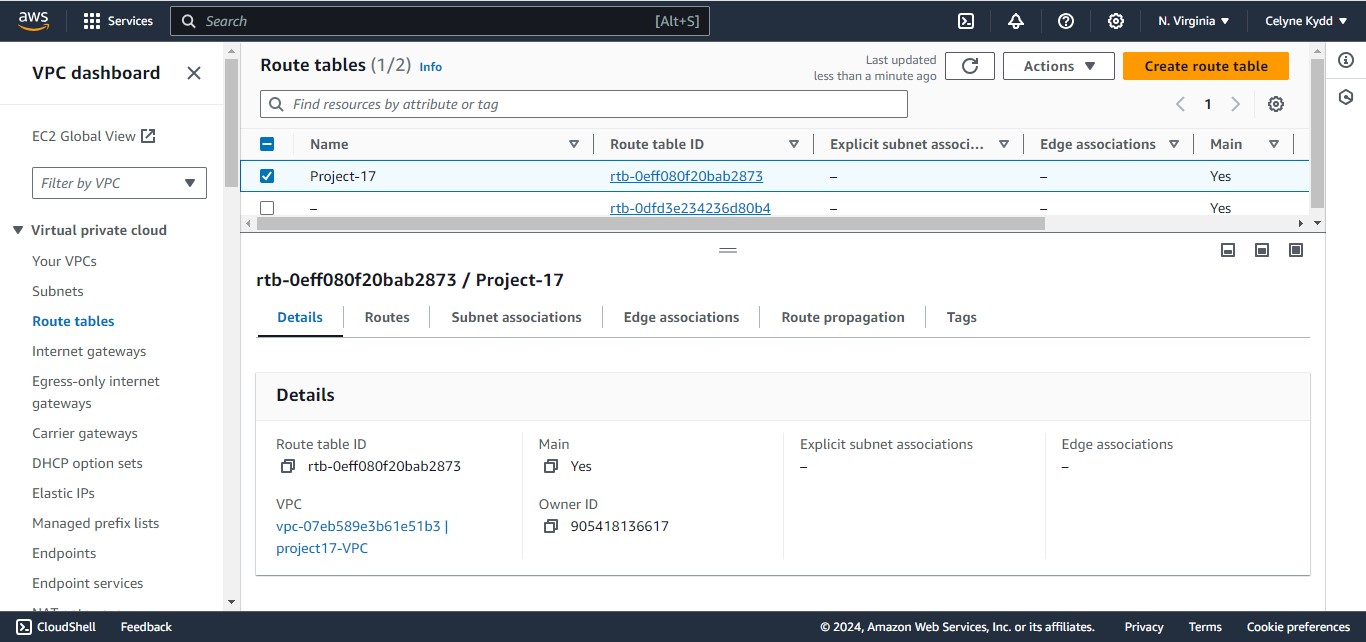 aws
Services
Search
[Alt+S]
N. Virginia
Celyne Kydd
VPC dashboard
EC2 Global View
Filter by VPC
Virtual private cloud
Your VPCs
Subnets
Route tables
Internet gateways
Egress-only internet
gateways
Carrier gateways
DHCP option sets
Elastic IPs
Managed prefix lists
Endpoints
Endpoint services
Route tables (1/2) Info
Last updated
less than a minute ago
Actions
Create route table
Find resources by attribute or tag
1
Name Route table ID Explicit subnet associ... Edge associations Main
Project-17 rtb-0eff080f20bab2873 – – Yes
– rtb-0dfd3e234236d80b4 – – Yes
rtb-0eff080f20bab2873 / Project-17
Details Routes Subnet associations Edge associations Route propagation Tags
Details
Route table ID
rtb-0eff080f20bab2873
Main
Yes
Explicit subnet associations
–
Edge associations
–
VPC
vpc-07eb589e3b61e51b3 |
project17-VPC
Owner ID
905418136617
CloudShell Feedback
© 2024, Amazon Web Services, Inc. or its affiliates. Privacy Terms Cookie preferences